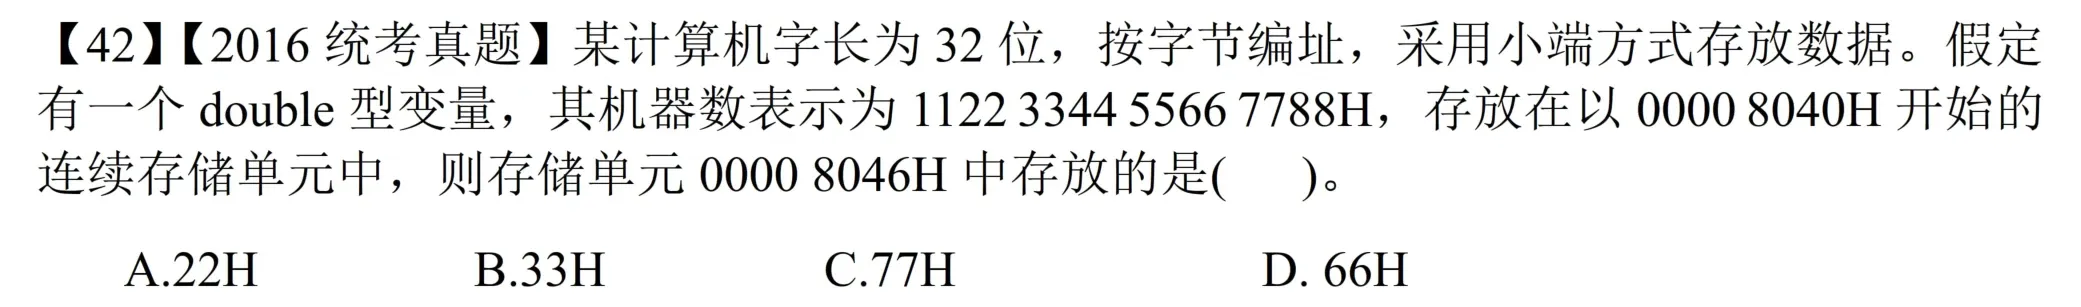 【42】【2016 统考真题】某计算机字长为 32 位，按字节编址，采用小端方式存放数据。假定
有一个 double 型变量，其机器数表示为 1122 3344 5566 7788H，存放在以 0000 8040H 开始的
连续存储单元中，则存储单元 0000 8046H 中存放的是(    )。
A.22H B.33H C.77H D. 66H